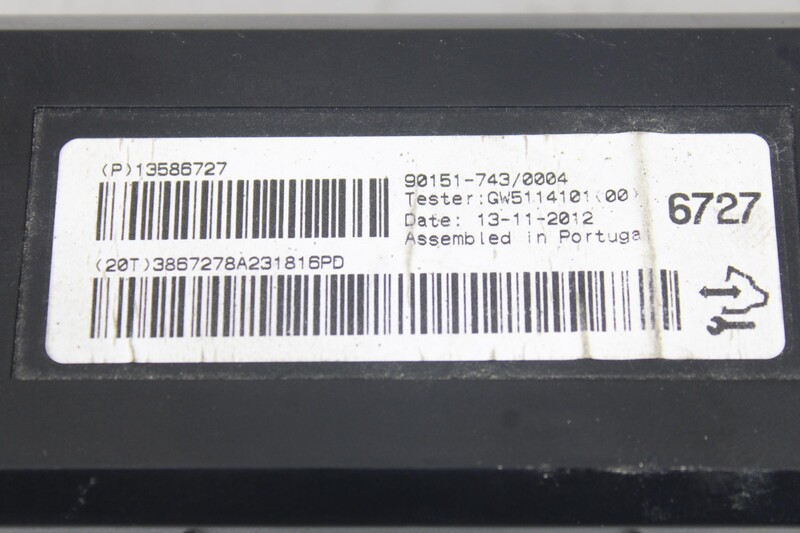 (P)13586727
90151-743/0004
Tester:GW5114101(00)
Date: 13-11-2012
Assembled in Portuga
6727
(20T)3867278A231816PD